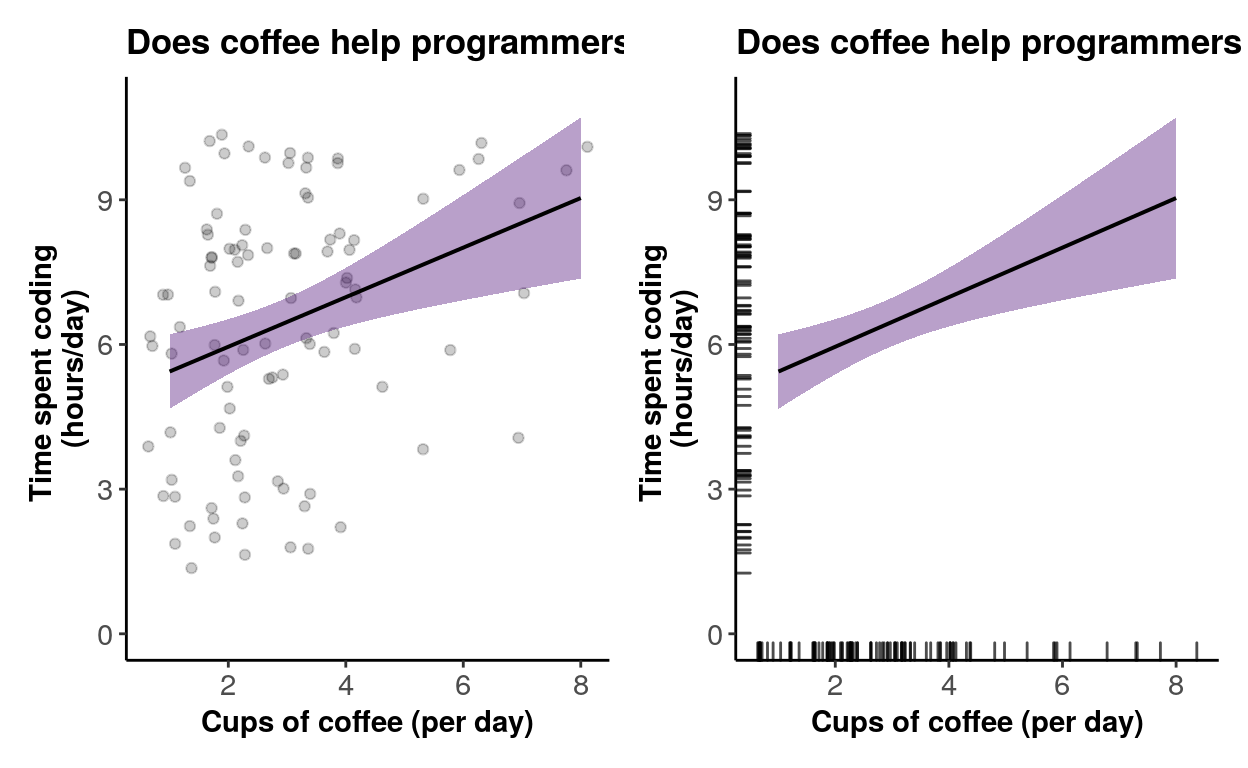 Does coffee help programmers
9
6
3
0
Time spent coding
(hours/day)
2 4 6 8
Cups of coffee (per day)
Does coffee help programmers
9
6
3
0
Time spent coding
(hours/day)
2 4 6 8
Cups of coffee (per day)